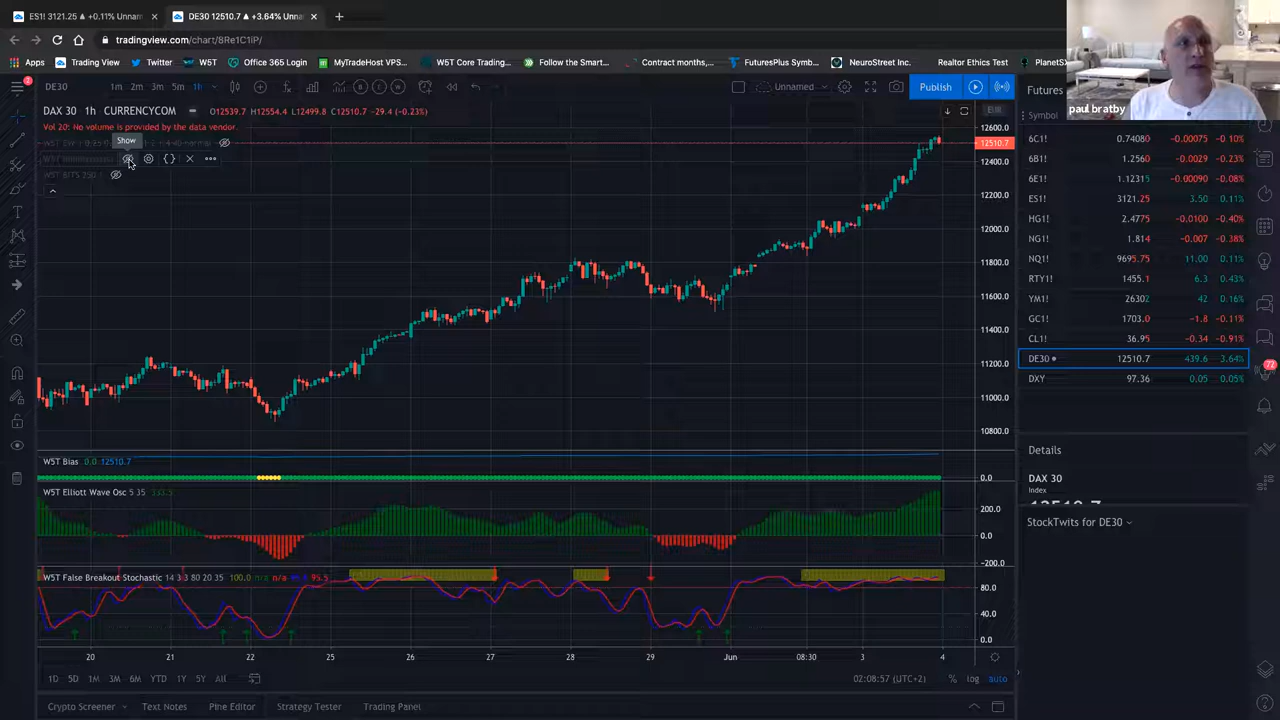 ES1! 3121.25 ▲ +0.11% Unnam
DE30 12510.7 ▲ +3.64% Unna
tradingview.com/chart/8Re1C1iP/
Apps
Trading View
Twitter
W5T
Office 365 Login
MyTradeHost VPS...
W5T Core Trading...
Follow the Smart...
Contract months,...
FuturesPlus Symb...
NeuroStreet Inc.
Realtor Ethics Test
PlanetS
paul bratby
DE30
1m 2m 3m 5m 1h
Unnamed
Publish
Futures
DAX 30 1h CURRENCYCOM
O12539.7 H12554.4 L12499.8 C12510.7 -29.4 (-0.23%)
EUR
Vol 20: No volume is provided by the data vendor.
Show
W5T BITS 250 1
Symbol
6C1! 0.74080 -0.00075 -0.10%
6B1! 1.2560 -0.0029 -0.23%
6E1! 1.12315 -0.00090 -0.08%
ES1! 3121.25 3.50 0.11%
HG1! 2.4775 -0.0100 -0.40%
NG1! 1.814 -0.007 -0.38%
NQ1! 9695.75 11.00 0.11%
RTY1! 1455.1 6.3 0.43%
YM1! 26302 42 0.16%
GC1! 1703.0 -1.8 -0.11%
CL1! 36.95 -0.34 -0.91%
DE30 12510.7 439.6 3.64%
DXY 97.36 0.05 0.05%
72
12600.0
12510.7
12400.0
12200.0
12000.0
11800.0
11600.0
11400.0
11200.0
11000.0
10800.0
W5T Bias 0.0 12510.7
0.0
W5T Elliott Wave Osc 5 35 333.5
200.0
0.0
-200.0
W5T False Breakout Stochastic 14 3 3 80 20 35 100.0 n/a n/a
80.0
40.0
0.0
20 21 22 25 26 27 28 29 Jun 08:30 3 4
Details
DAX 30
Index
12510.7
StockTwits for DE30
1D 5D 1M 3M 6M YTD 1Y 5Y All
02:08:57 (UTC+2)
% log auto
Crypto Screener
Text Notes
Pine Editor
Strategy Tester
Trading Panel